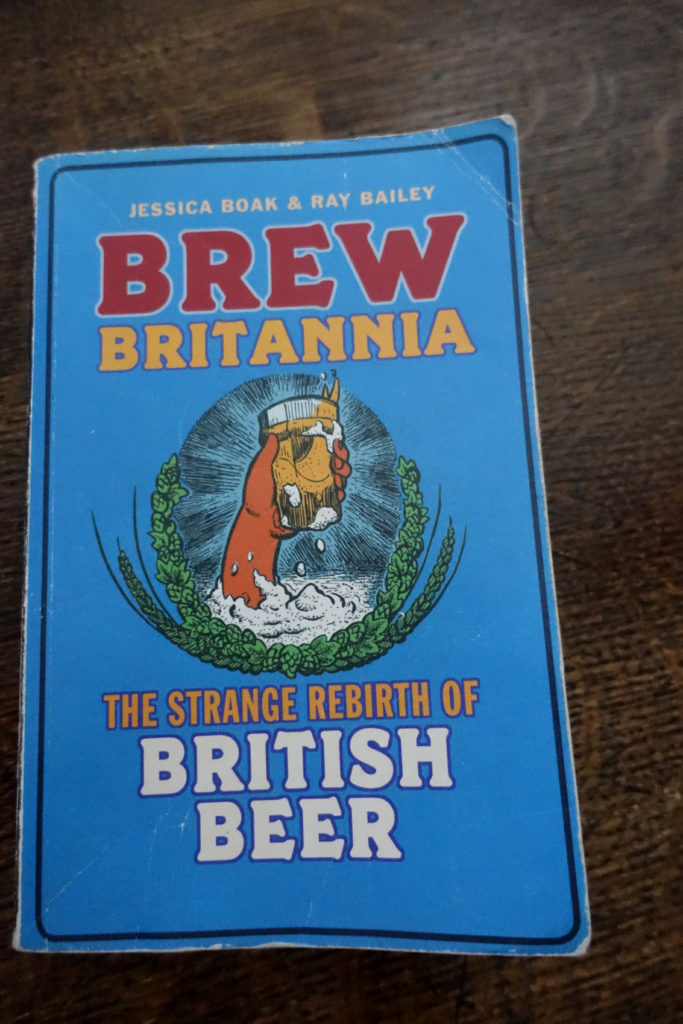 JESSICA BOAK & RAY BAILEY
BREW
BRITANNIA
THE STRANGE REBIRTH OF
BRITISH
BEER